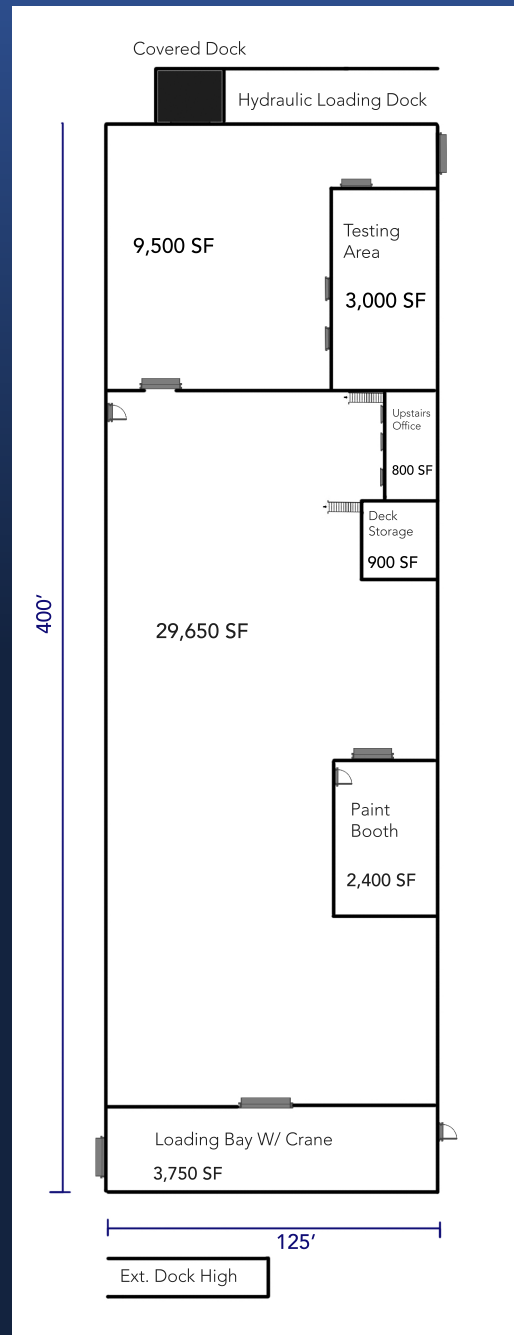 Covered Dock
Hydraulic Loading Dock
9,500 SF
Testing
Area
3,000 SF
Upstairs
Office
800 SF
Deck
Storage
900 SF
400'
29,650 SF
Paint
Booth
2,400 SF
Loading Bay W/ Crane
3,750 SF
125'
Ext. Dock High